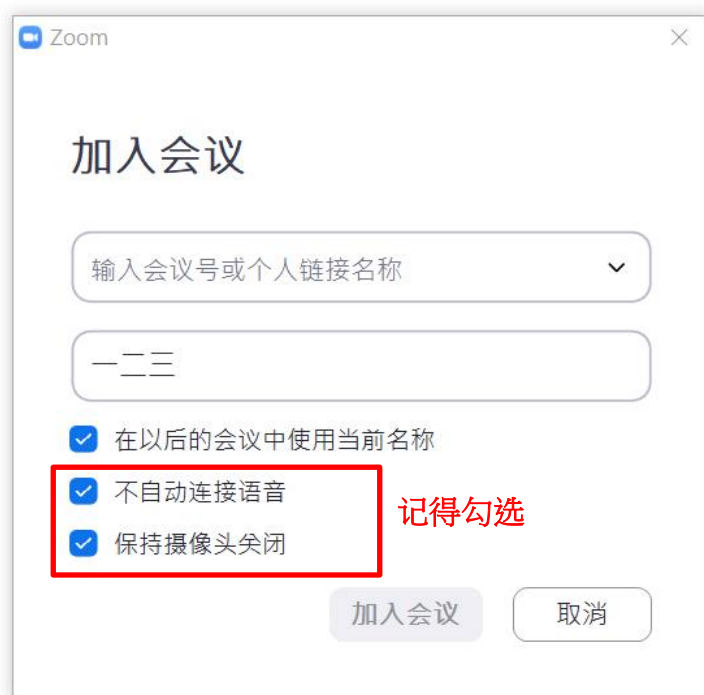 Zoom
加入会议
输入会议号或个人链接名称
一二三
在以后的会议中使用当前名称
不自动连接语音
记得勾选
保持摄像头关闭
加入会议 取消